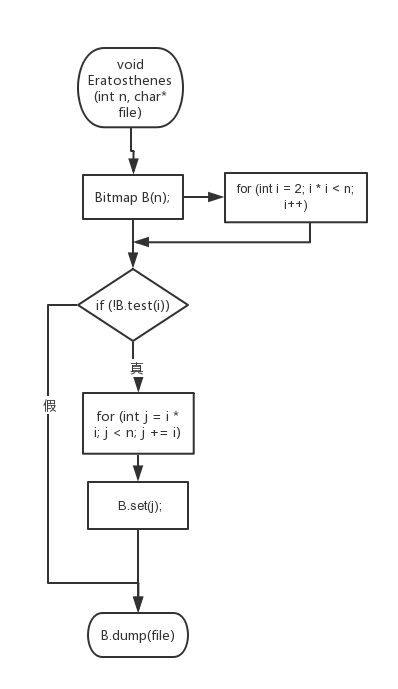 void
Eratosthenes
(int n, char*
file)
Bitmap B(n);
for (int i = 2; i * i < n;
i++)
if (!B.test(i))
真
假
for (int j = i *
i; j < n; j += i)
B.set(j);
B.dump(file)